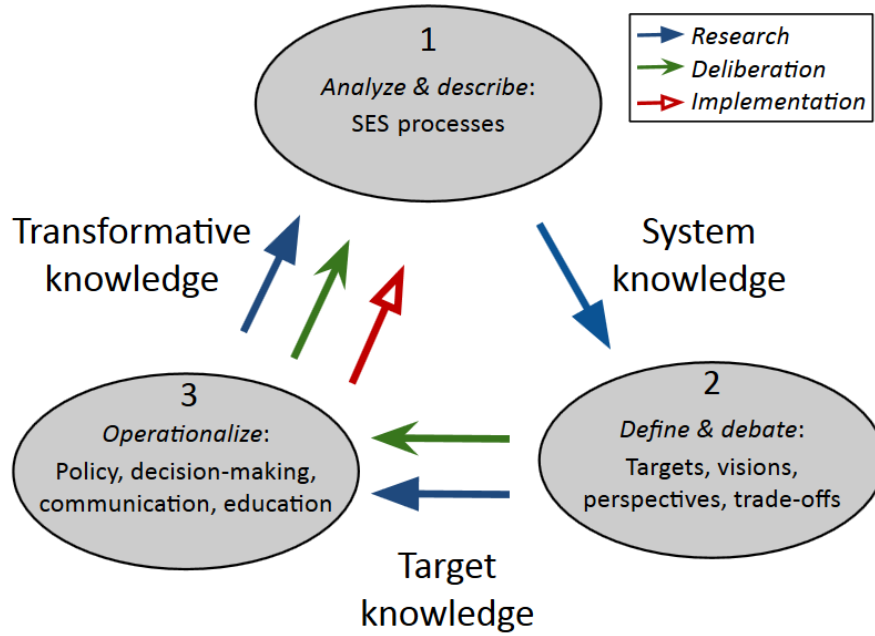 1
Analyze & describe:
SES processes
Research
Deliberation
Implementation
Transformative
knowledge
System
knowledge
3
Operationalize:
Policy, decision-making,
communication, education
2
Define & debate:
Targets, visions,
perspectives, trade-offs
Target
knowledge